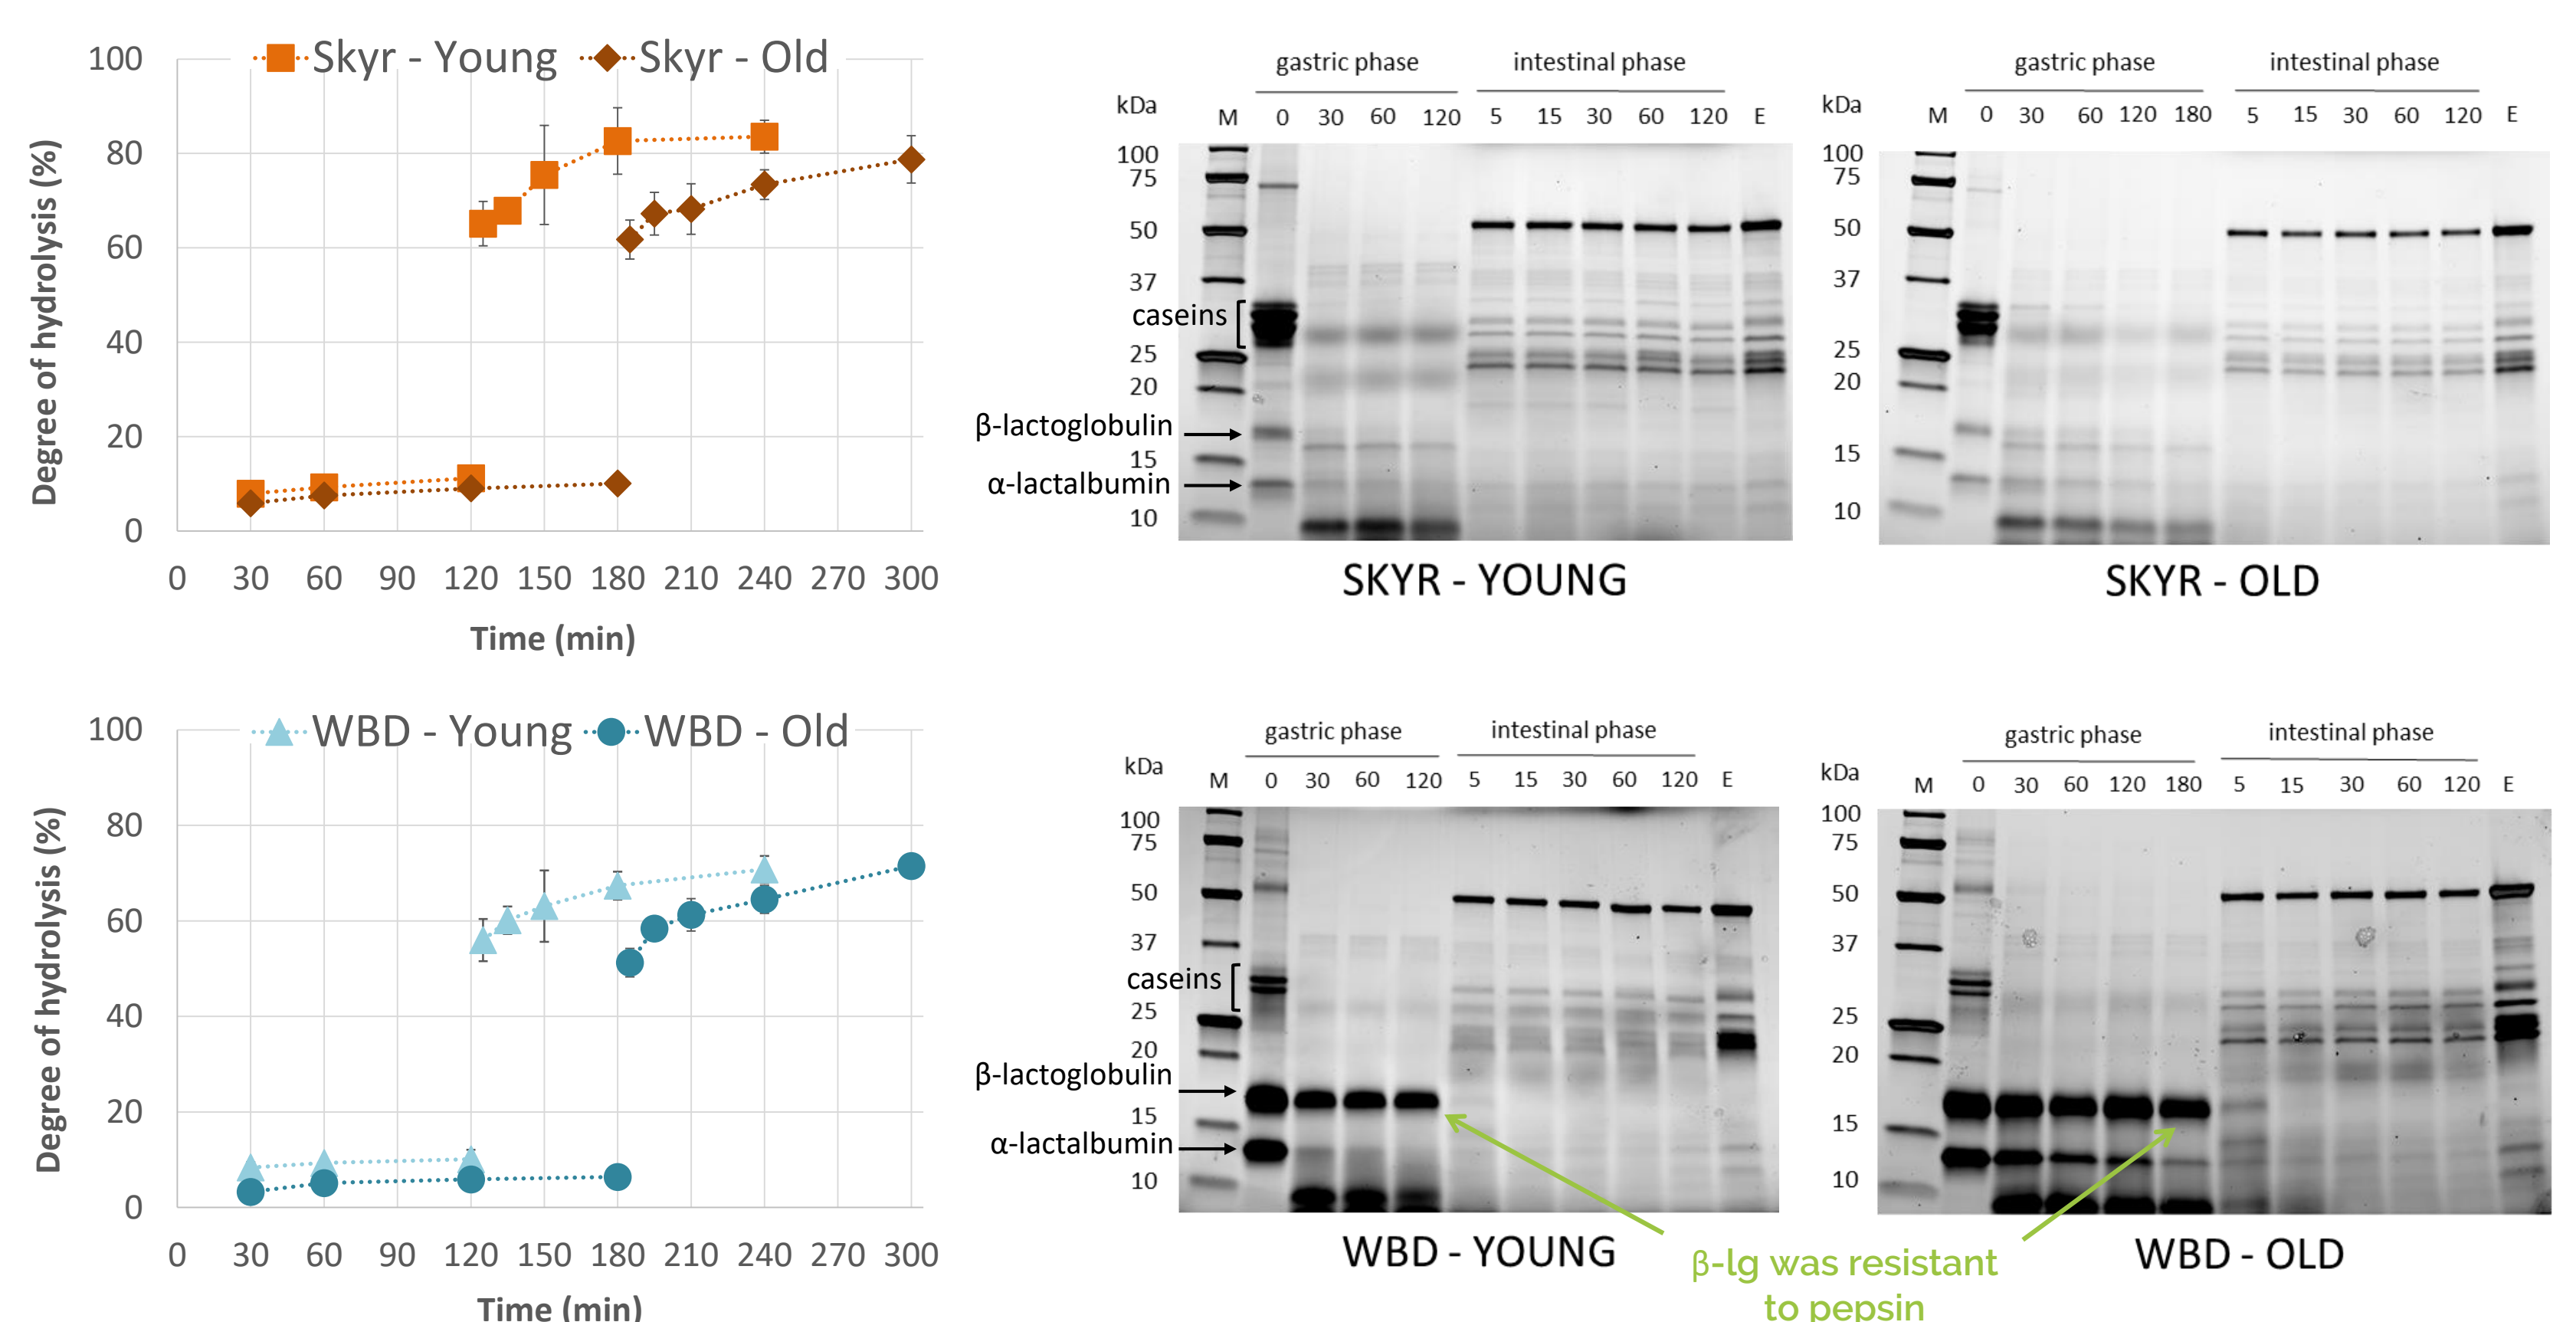 Skyr - Young
Skyr - Old
100
80
60
40
20
0
Degree of hydrolysis (%)
0 30 60 90 120 150 180 210 240 270 300
Time (min)
gastric phase intestinal phase
kDa
M 0 30 60 120 5 15 30 60 120 E
100
75
50
37
caseins
25
20
β-lactoglobulin
15
α-lactalbumin
10
SKYR - YOUNG
gastric phase intestinal phase
kDa
M 0 30 60 120 180 5 15 30 60 120 E
100
75
50
37
25
20
15
10
SKYR - OLD
WBD - Young
WBD - Old
100
80
60
40
20
0
Degree of hydrolysis (%)
0 30 60 90 120 150 180 210 240 270 300
Time (min)
gastric phase intestinal phase
kDa
M 0 30 60 120 5 15 30 60 120 E
100
75
50
37
caseins
25
20
β-lactoglobulin
15
α-lactalbumin
10
WBD - YOUNG
gastric phase intestinal phase
kDa
M 0 30 60 120 180 5 15 30 60 120 E
100
75
50
37
25
20
15
10
WBD - OLD
β-lg was resistant
to pepsin